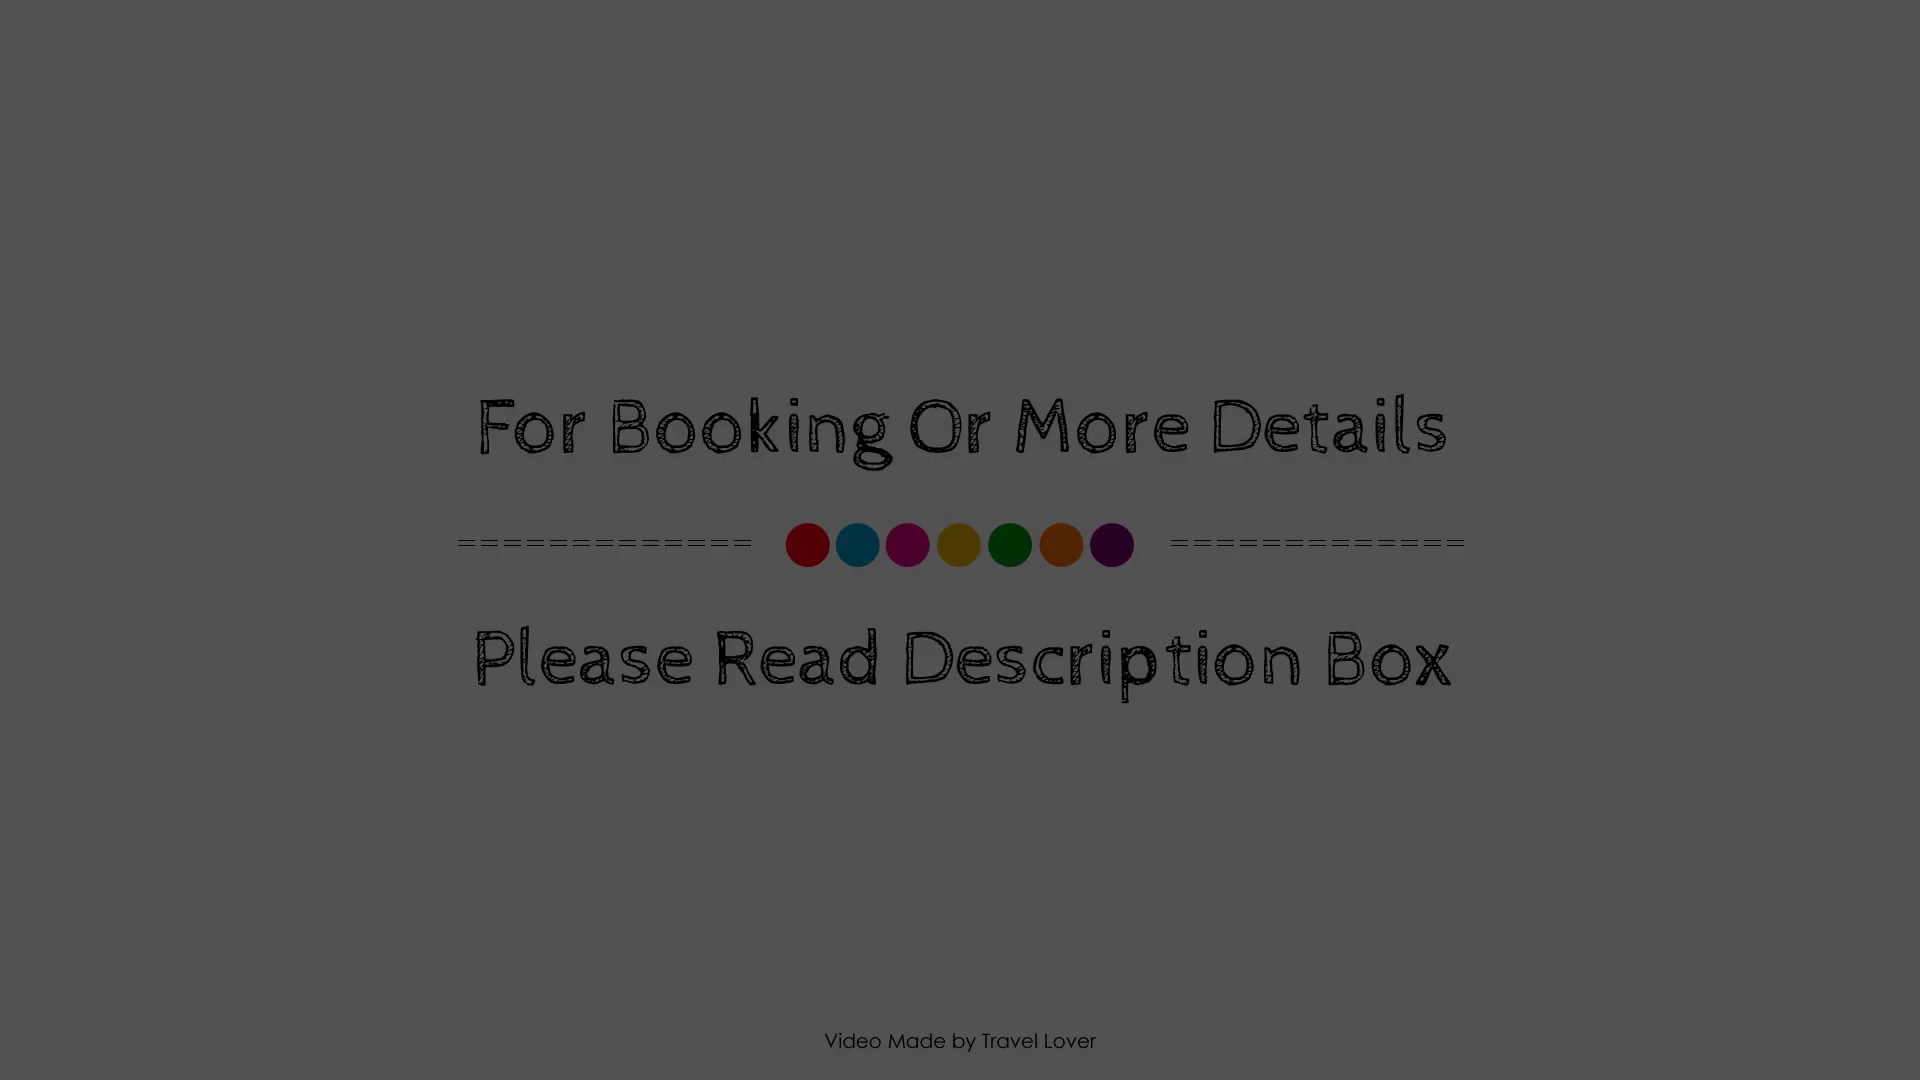 For Booking Or More Details
============= =============
Please Read Description Box
Video Made by Travel Lover